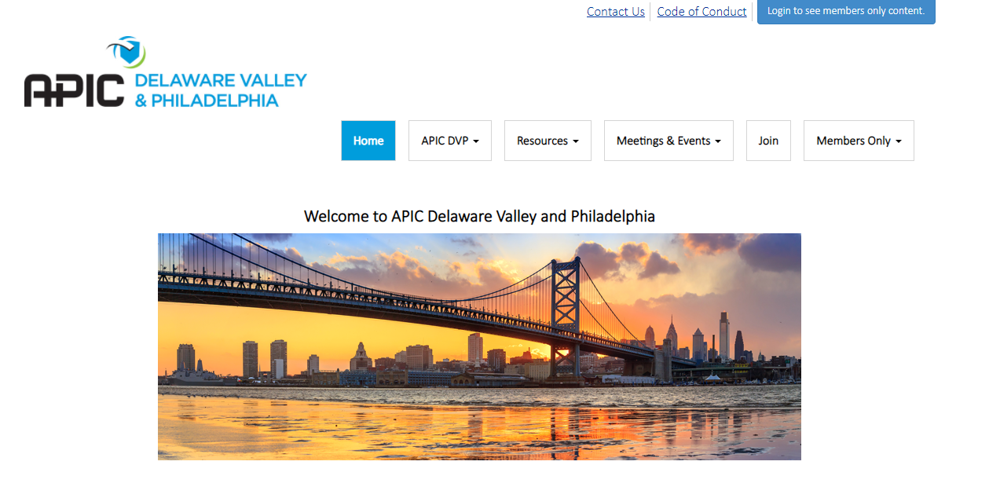 Contact Us
Code of Conduct
Login to see members only content.
APIC DELAWARE VALLEY
& PHILADELPHIA
Home
APIC DVP
Resources
Meetings & Events
Join
Members Only
Welcome to APIC Delaware Valley and Philadelphia